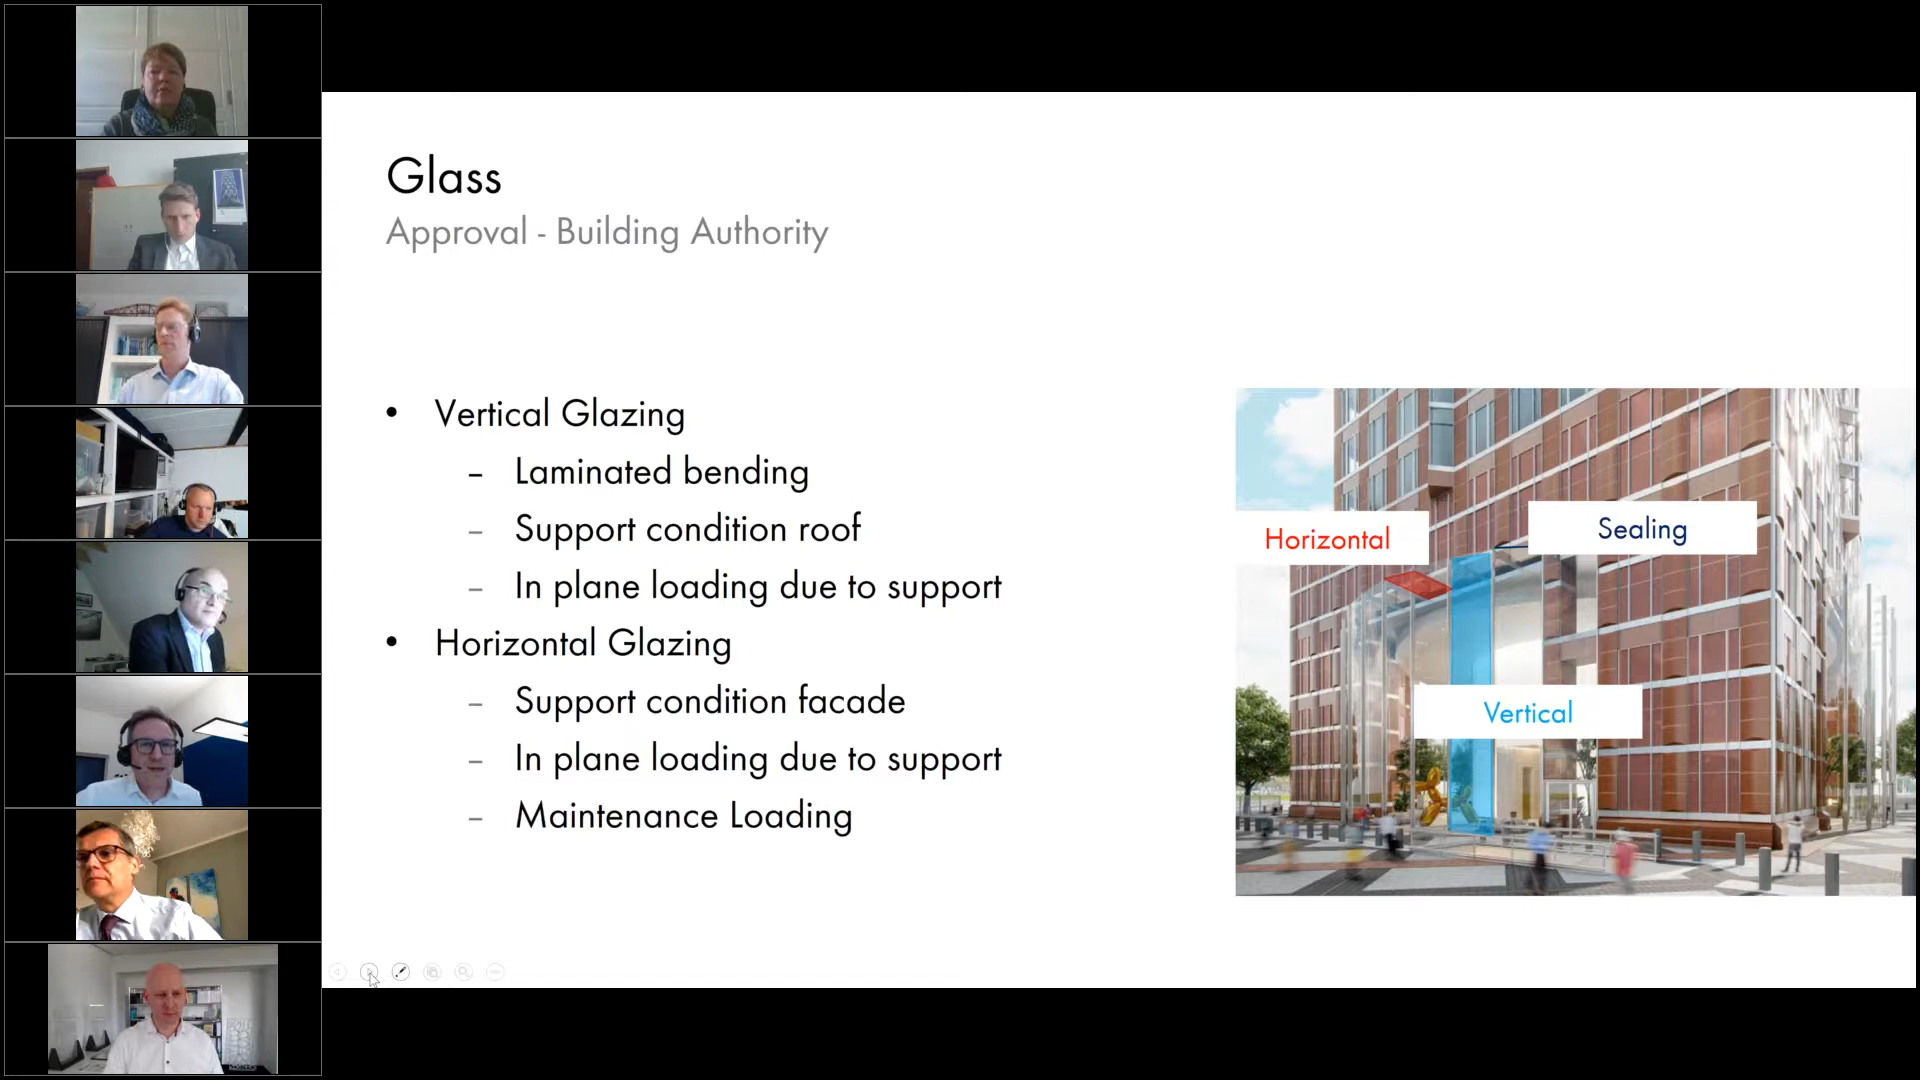 Glass
Approval - Building Authority
• Vertical Glazing
– Laminated bending
– Support condition roof
– In plane loading due to support
• Horizontal Glazing
– Support condition facade
– In plane loading due to support
– Maintenance Loading
Horizontal
Sealing
Vertical